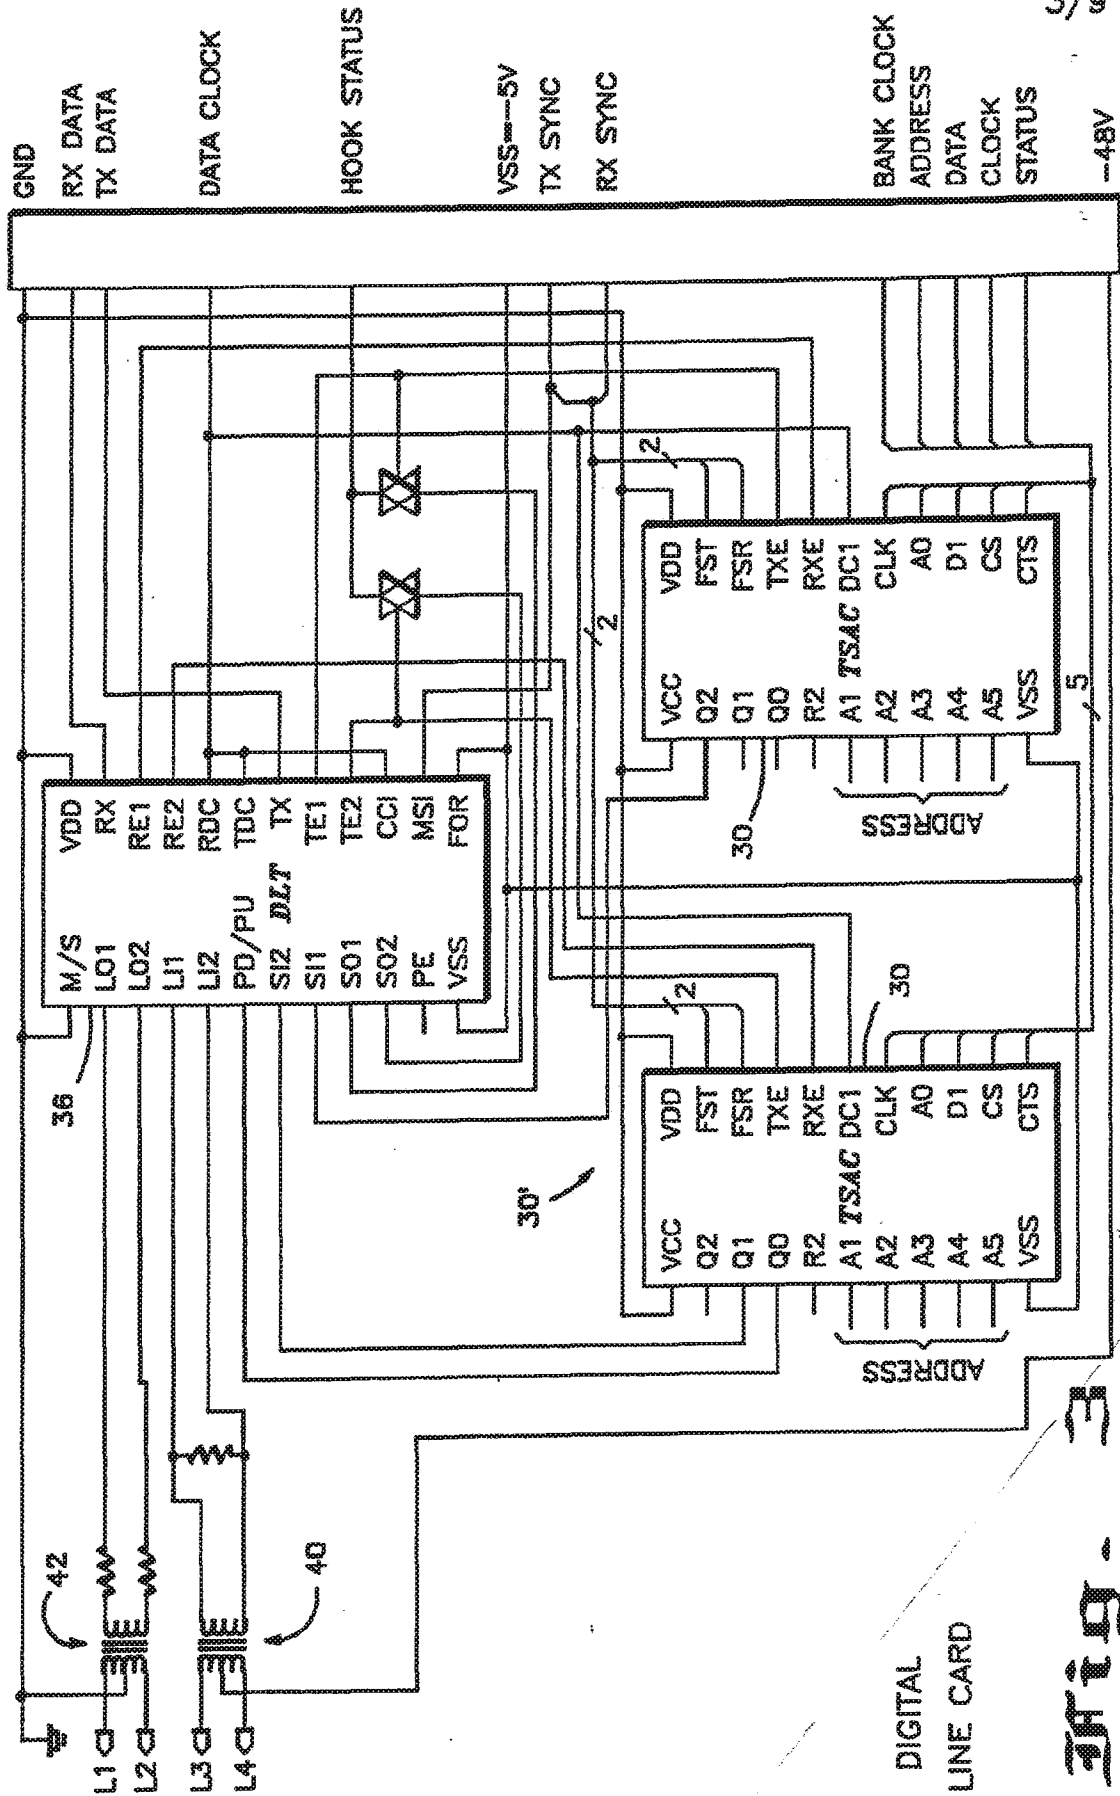 3/9
GND
RX DATA
TX DATA
DATA CLOCK
HOOK STATUS
VSS=-5V
TX SYNC
RX SYNC
BANK CLOCK
ADDRESS
DATA
CLOCK
STATUS
-48V
VDD
RX
RE1
RE2
RDC
TDC
TX
TE1
TE2
CCI
MSI
FOR
DLT
M/S
LO1
LO2
LI1
LI2
PD/PU
SI2
SI1
SO1
SO2
PE
VSS
36
VDD
FST
FSR
TXE
RXE
DC1
CLK
A0
D1
CS
CTS
TSAC
VCC
Q2
Q1
Q0
R2
A1
A2
A3
A4
A5
VSS
ADDRESS
30
2
2
5
VDD
FST
FSR
TXE
RXE
DC1
CLK
A0
D1
CS
CTS
TSAC
VCC
Q2
Q1
Q0
R2
A1
A2
A3
A4
A5
VSS
ADDRESS
30
30'
2
42
40
L1
L2
L3
L4
DIGITAL
LINE CARD
Fig. 3